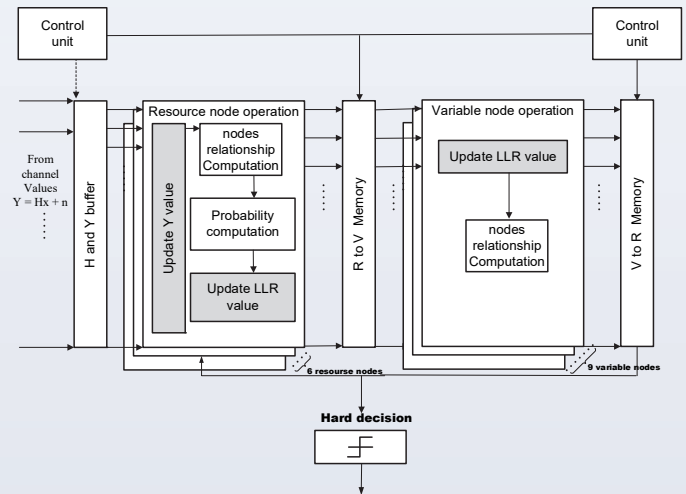 Control
unit
Control
unit
Resource node operation
Variable node operation
From
channel
Values
Y = Hx + n
H and Y buffer
Update Y value
nodes
relationship
Computation
Probability
computation
Update LLR
value
R to V Memory
Update LLR value
nodes
relationship
Computation
V to R Memory
6 resourse nodes
9 variable nodes
Hard decision